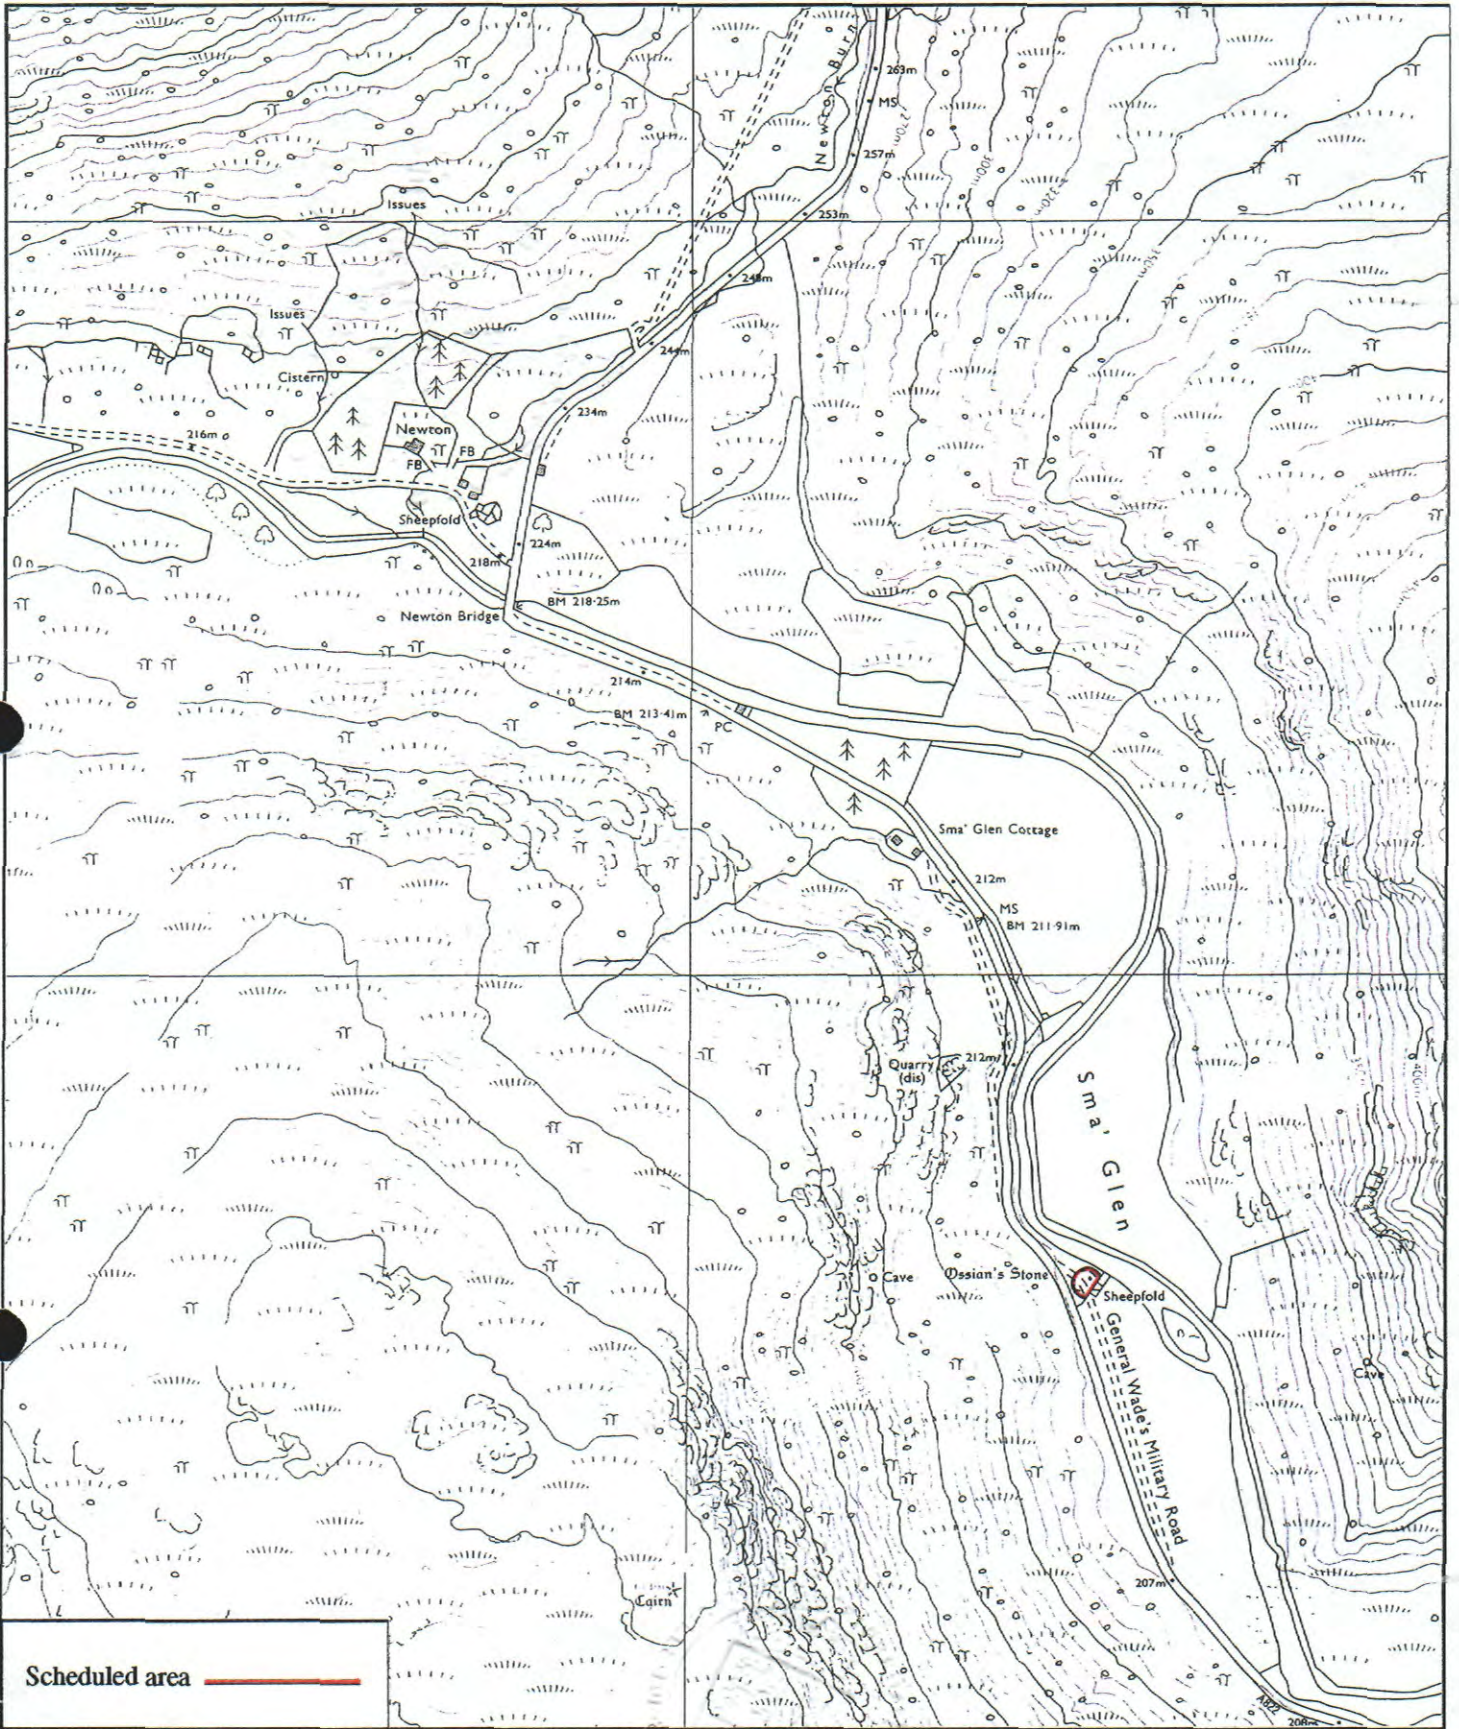 Newton Burn
263m
MS
270m
257m
300m
320m
253m
Issues
248m
350m
Issues
244m
Cistern
234m
216m
Newton
FB
FB
Sheepfold
224m
218m
BM 218·25m
Newton Bridge
214m
BM 213·41m
PC
Sma' Glen Cottage
212m
MS
BM 211·91m
212m
Quarry
(dis)
400m
Sma' Glen
Cave
Ossian's Stone
Sheepfold
General Wade's Military Road
Cave
207m
Cairn
Scheduled area
A822
208m